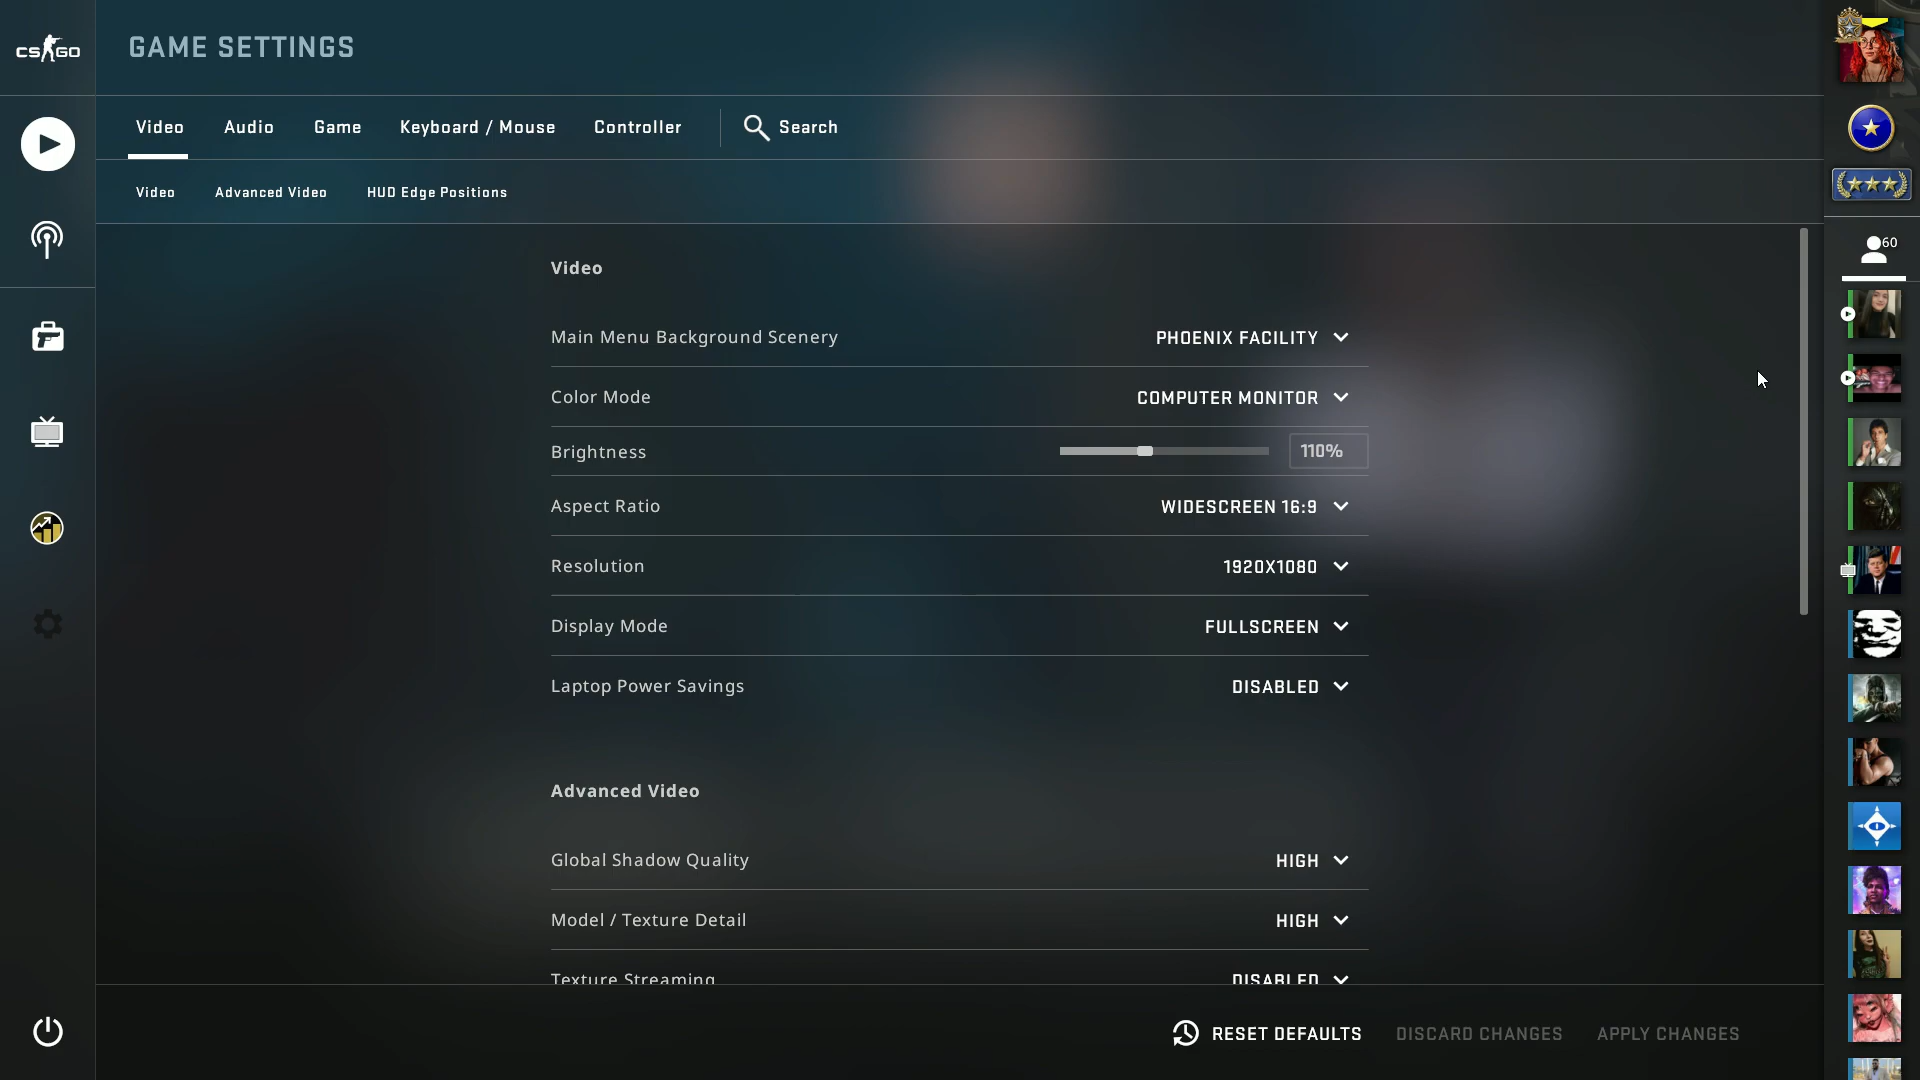 CS GO
GAME SETTINGS
Video Audio Game Keyboard / Mouse Controller Search
Video Advanced Video HUD Edge Positions
60
Video
Main Menu Background Scenery PHOENIX FACILITY
Color Mode COMPUTER MONITOR
Brightness 110%
Aspect Ratio WIDESCREEN 16:9
Resolution 1920X1080
Display Mode FULLSCREEN
Laptop Power Savings DISABLED
Advanced Video
Global Shadow Quality HIGH
Model / Texture Detail HIGH
Texture Streaming DISABLED
RESET DEFAULTS DISCARD CHANGES APPLY CHANGES